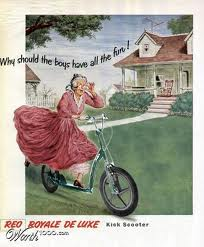 Why should the boys have all the fun!
REO ROYALE DE LUXE Kick Scooter
Worth1000.com